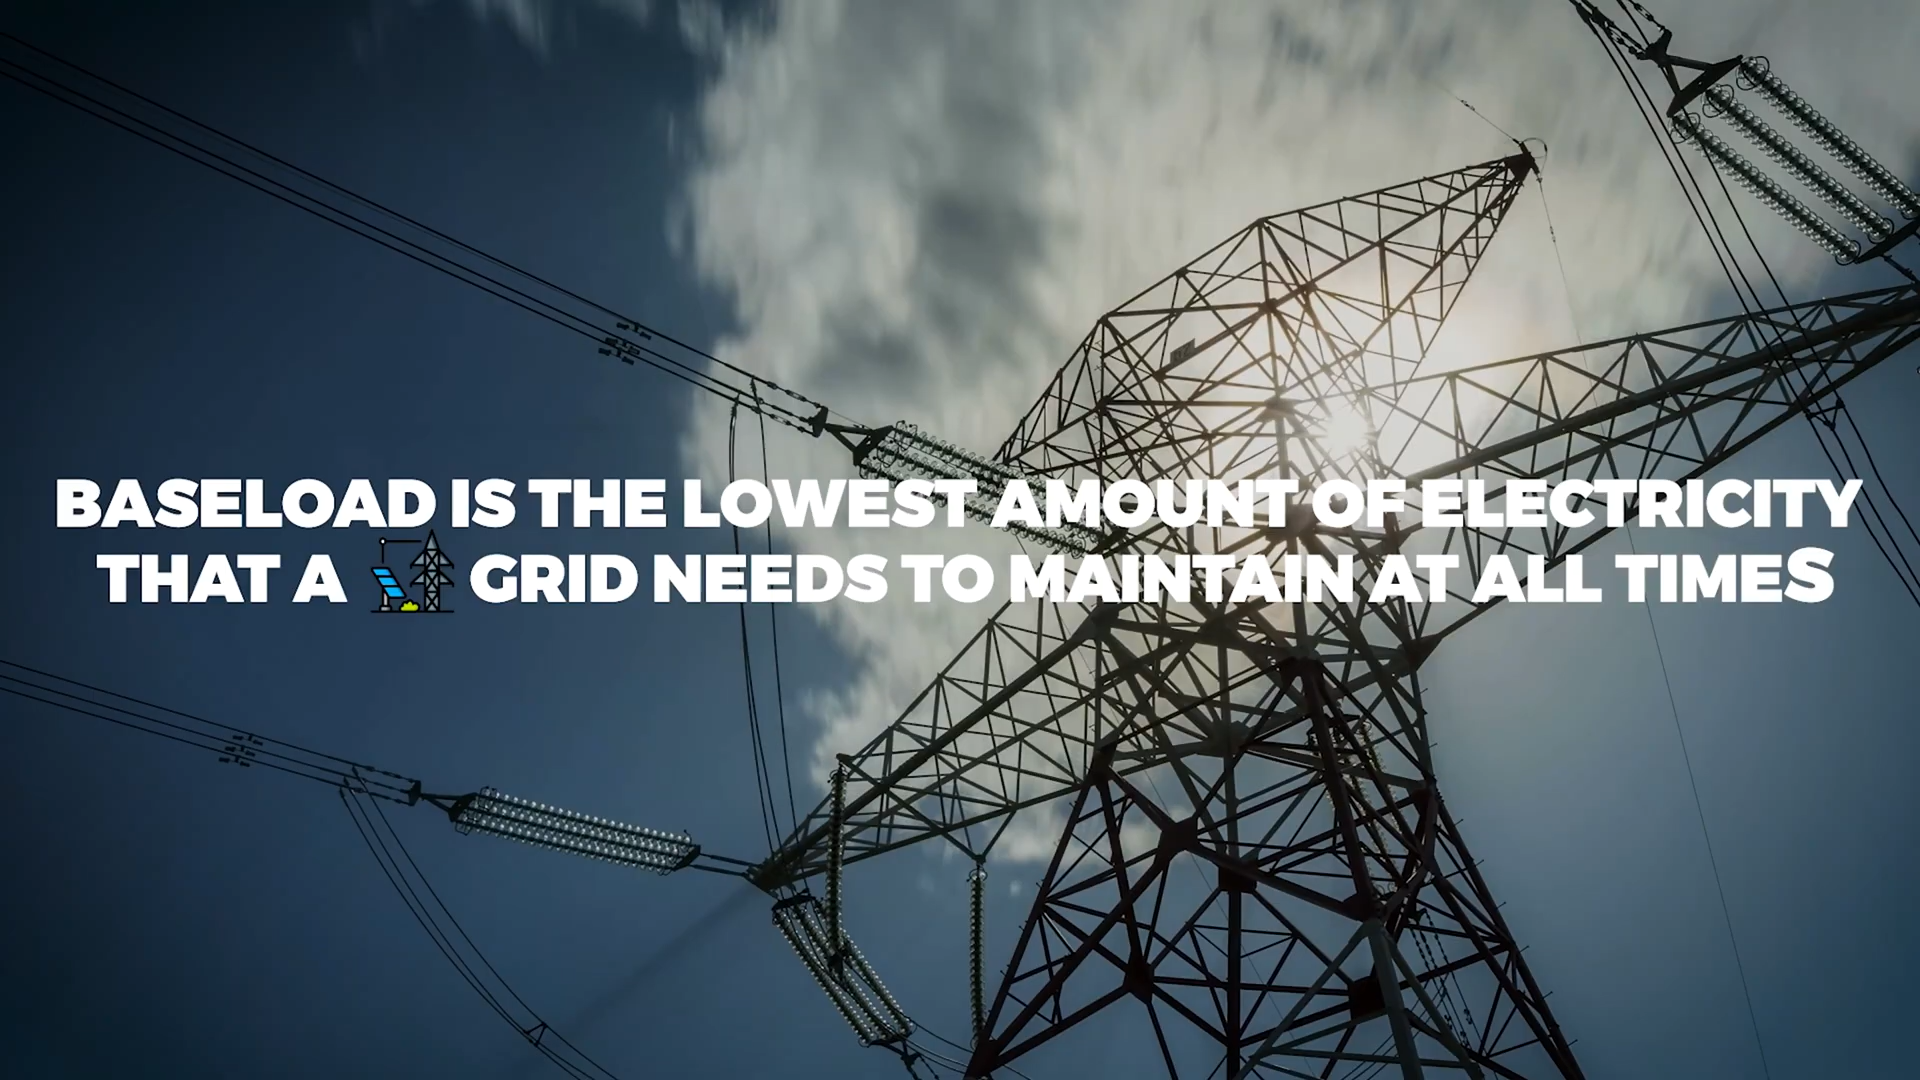 BASELOAD IS THE LOWEST AMOUNT OF ELECTRICITY
THAT A GRID NEEDS TO MAINTAIN AT ALL TIMES